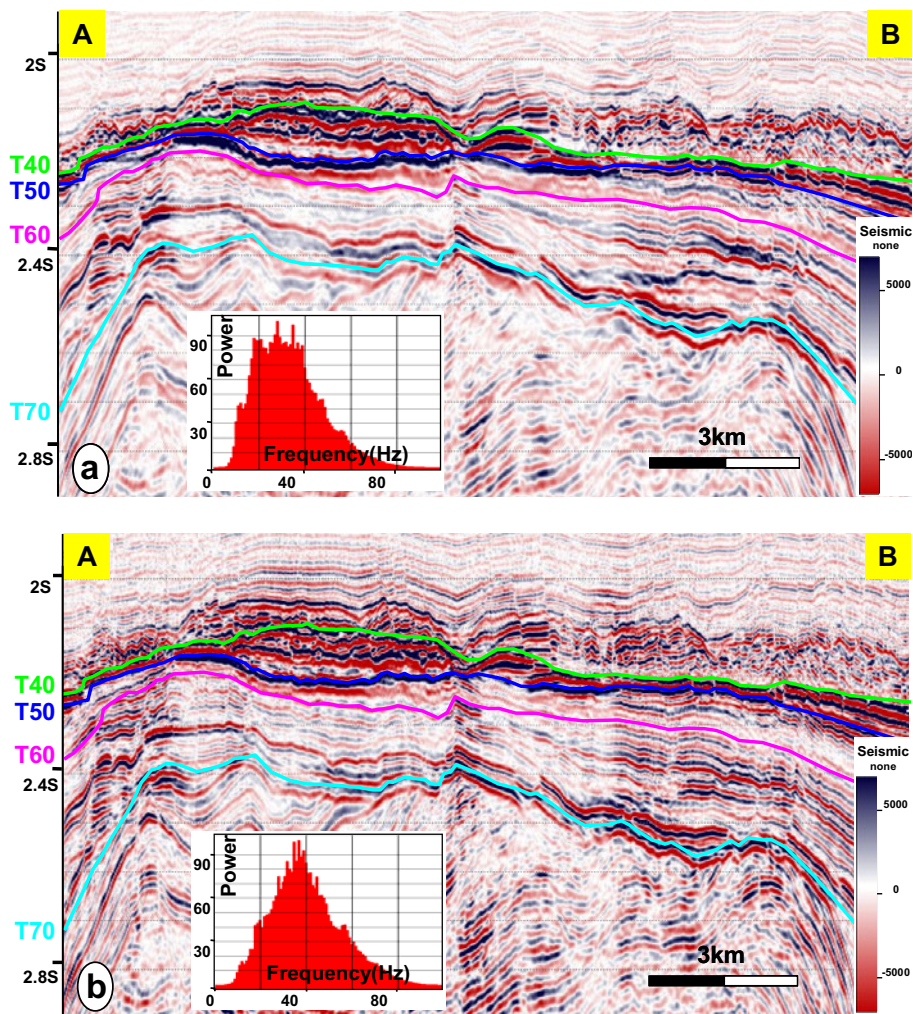 A
B
2S
T40
T50
T60
2.4S
T70
2.8S
a
Power
90
60
30
Frequency(Hz)
0
40
80
3km
Seismic
none
5000
0
-5000
A
B
2S
T40
T50
T60
2.4S
T70
2.8S
b
Power
90
60
30
Frequency(Hz)
0
40
80
3km
Seismic
none
5000
0
-5000